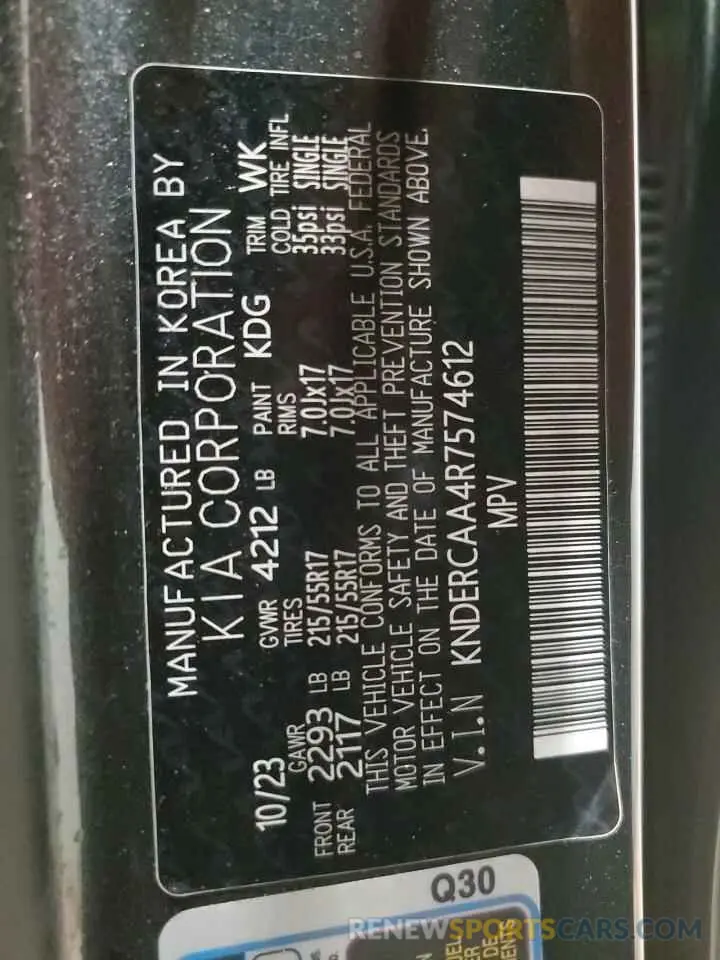 MANUFACTURED IN KOREA BY
KIA CORPORATION
10/23 GVWR 4212 LB PAINT KDG TRIM WK
GAWR TIRES RIMS COLD TIRE INFL
FRONT 2293 LB 215/55R17 7.0Jx17 35psi SINGLE
REAR 2117 LB 215/55R17 7.0Jx17 33psi SINGLE
THIS VEHICLE CONFORMS TO ALL APPLICABLE U.S.A. FEDERAL
MOTOR VEHICLE SAFETY AND THEFT PREVENTION STANDARDS
IN EFFECT ON THE DATE OF MANUFACTURE SHOWN ABOVE.
V.I.N KNDERCAA4R7574612
MPV
Q30
RENEWSPORTSCARS.COM